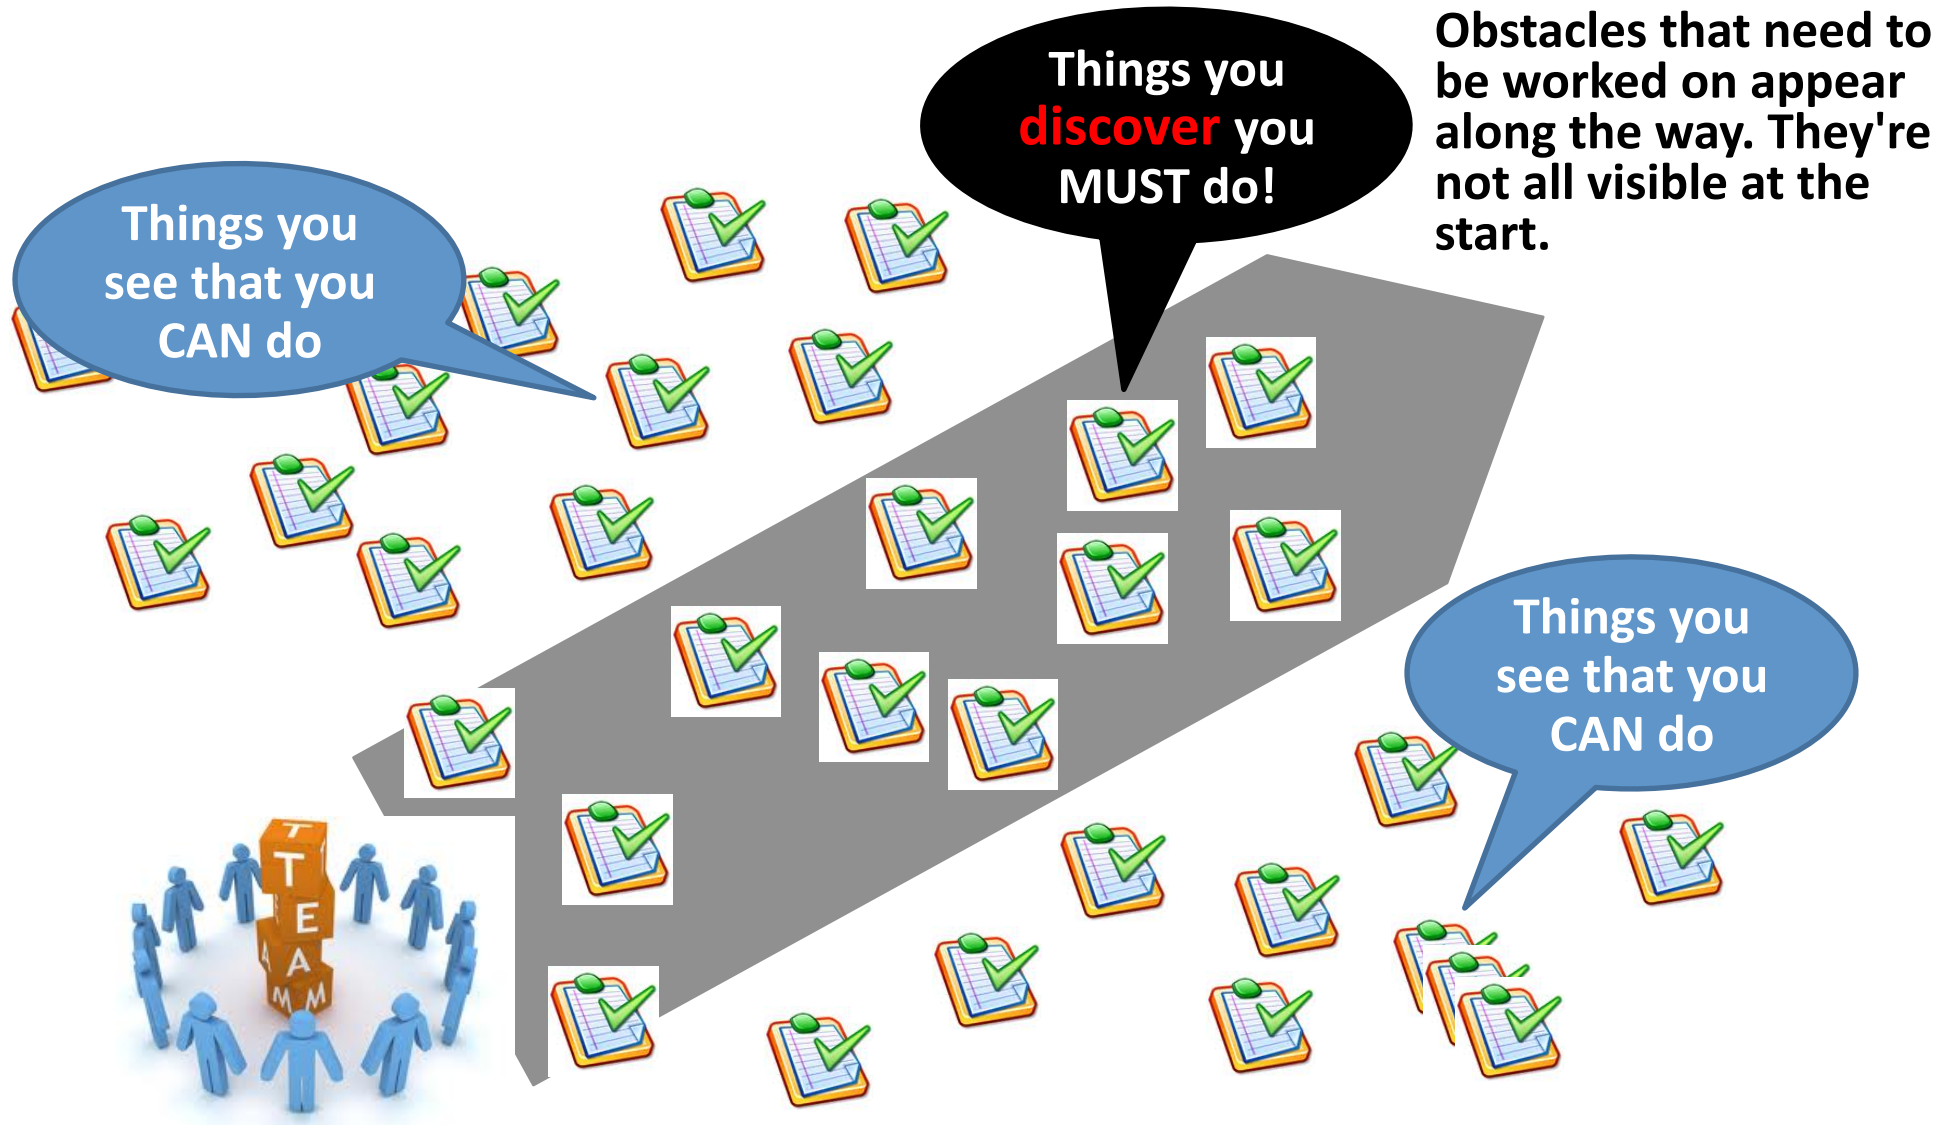 Things you
see that you
CAN do
Things you
discover you
MUST do!
Obstacles that need to
be worked on appear
along the way. They're
not all visible at the
start.
Things you
see that you
CAN do
T
T
E
A
A
M
M